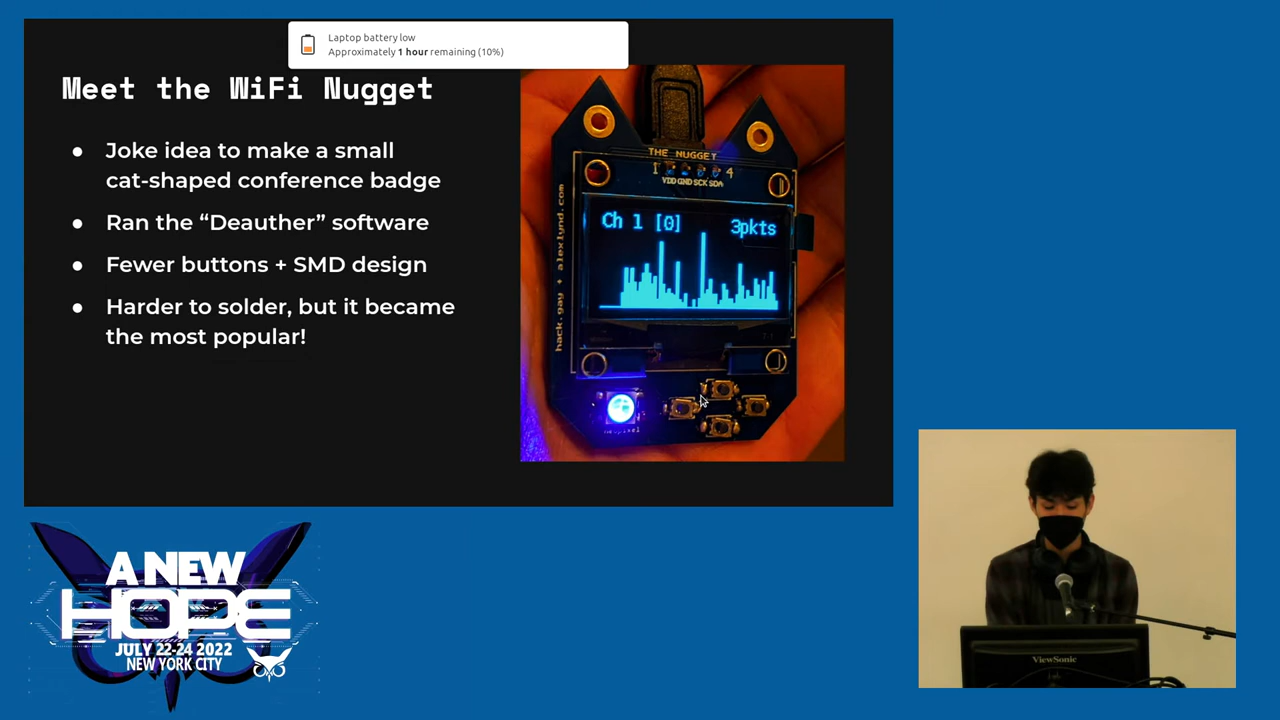 Laptop battery low
Approximately 1 hour remaining (10%)
Meet the WiFi Nugget
● Joke idea to make a small
cat-shaped conference badge
● Ran the “Deauther” software
● Fewer buttons + SMD design
● Harder to solder, but it became
the most popular!
THE NUGGET
1 4
VDD GND SCK SDA
Ch 1 [0] 3pkts
hack.gay + alexlynd.com
A NEW
HOPE
JULY 22-24 2022
NEW YORK CITY
ViewSonic